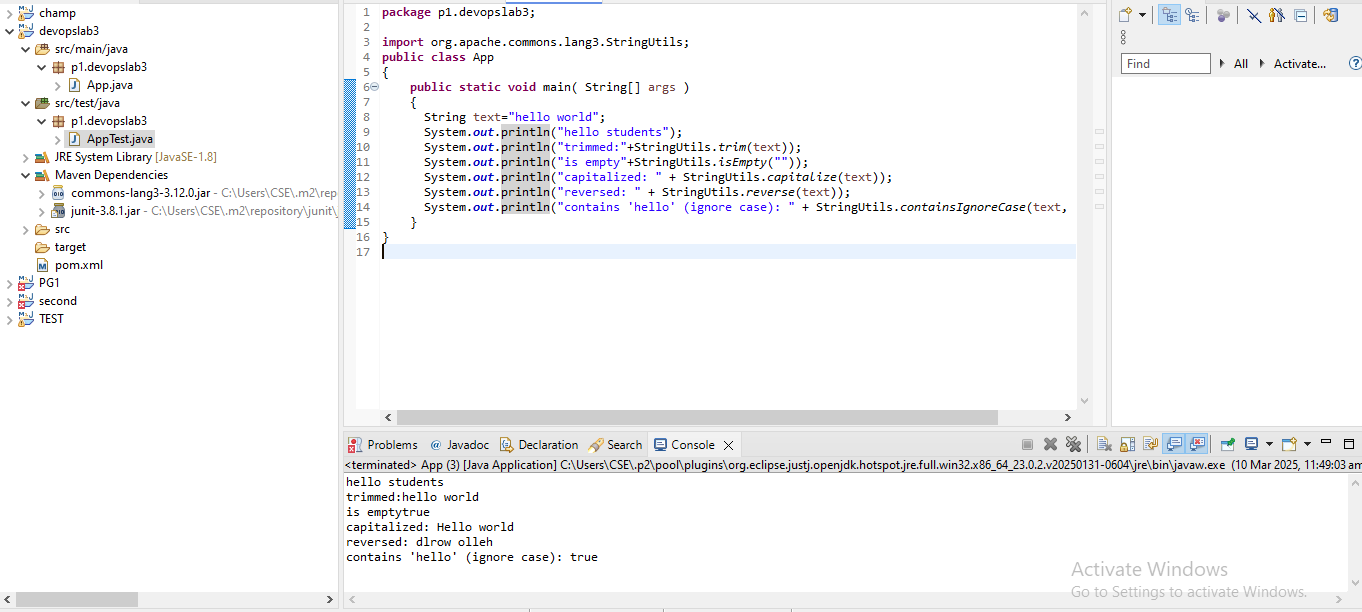 champ
devopslab3
src/main/java
p1.devopslab3
App.java
src/test/java
p1.devopslab3
AppTest.java
JRE System Library [JavaSE-1.8]
Maven Dependencies
commons-lang3-3.12.0.jar - C:\Users\CSE\.m2\rep
junit-3.8.1.jar - C:\Users\CSE\.m2\repository\junit\
src
target
pom.xml
PG1
second
TEST
1 package p1.devopslab3;
2
3 import org.apache.commons.lang3.StringUtils;
4 public class App
5 {
6 public static void main( String[] args )
7 {
8 String text="hello world";
9 System.out.println("hello students");
10 System.out.println("trimmed:"+StringUtils.trim(text));
11 System.out.println("is empty"+StringUtils.isEmpty(""));
12 System.out.println("capitalized: " + StringUtils.capitalize(text));
13 System.out.println("reversed: " + StringUtils.reverse(text));
14 System.out.println("contains 'hello' (ignore case): " + StringUtils.containsIgnoreCase(text,
15 }
16 }
17
Find All Activate...
Problems Javadoc Declaration Search Console
<terminated> App (3) [Java Application] C:\Users\CSE\.p2\pool\plugins\org.eclipse.justj.openjdk.hotspot.jre.full.win32.x86_64_23.0.2.v20250131-0604\jre\bin\javaw.exe (10 Mar 2025, 11:49:03 am
hello students
trimmed:hello world
is emptytrue
capitalized: Hello world
reversed: dlrow olleh
contains 'hello' (ignore case): true
Activate Windows
Go to Settings to activate Windows.